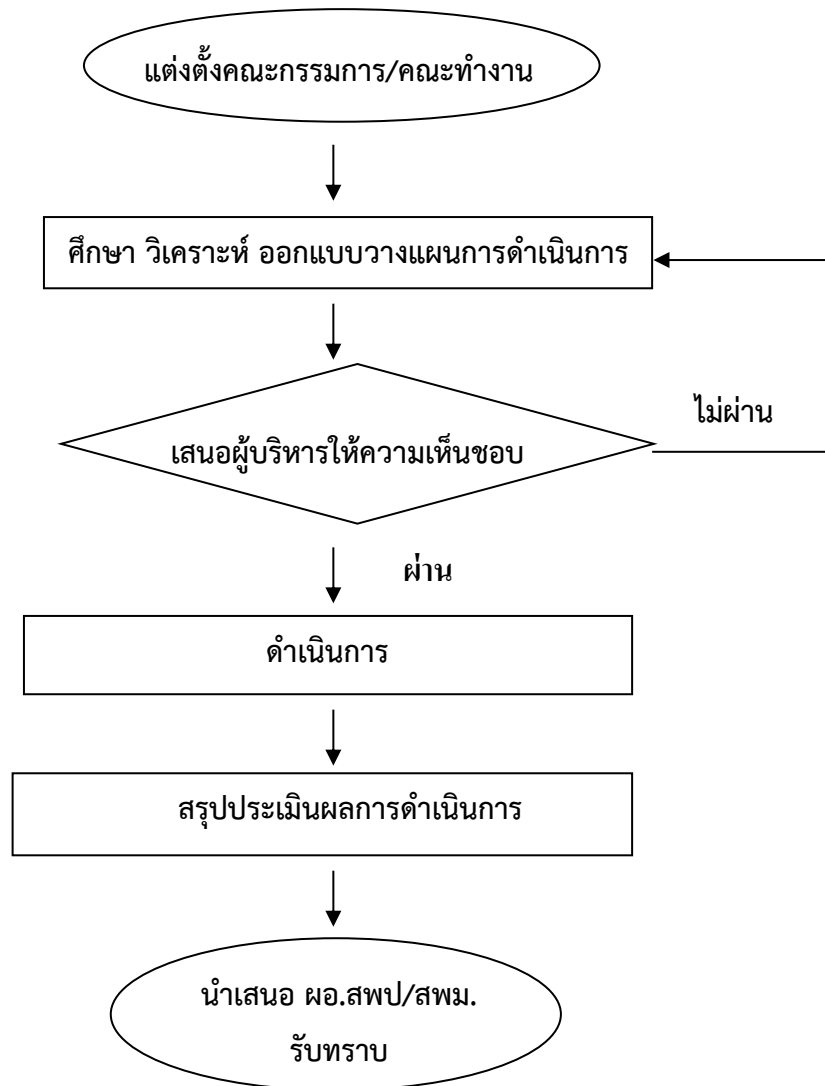 แต่งตั้งคณะกรรมการ/คณะทำงาน
ศึกษา วิเคราะห์ ออกแบบวางแผนการดำเนินการ
ไม่ผ่าน
เสนอผู้บริหารให้ความเห็นชอบ
ผ่าน
ดำเนินการ
สรุปประเมินผลการดำเนินการ
นำเสนอ ผอ.สพป/สพม.
รับทราบ